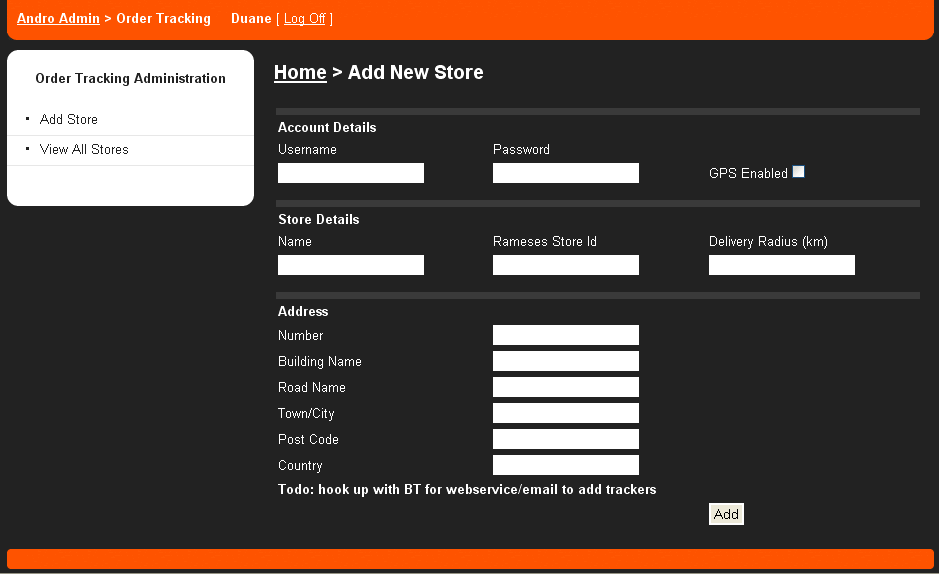 Andro Admin > Order Tracking Duane [ Log Off ]
Order Tracking Administration
Add Store
View All Stores
Home > Add New Store
Account Details
Username Password
GPS Enabled
Store Details
Name Rameses Store Id Delivery Radius (km)
Address
Number
Building Name
Road Name
Town/City
Post Code
Country
Todo: hook up with BT for webservice/email to add trackers
Add